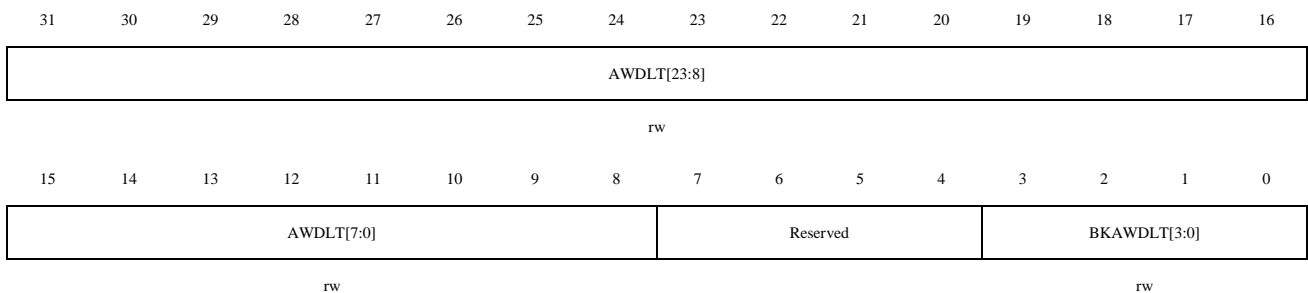 31 30 29 28 27 26 25 24 23 22 21 20 19 18 17 16
AWDLT[23:8]
rw
15 14 13 12 11 10 9 8 7 6 5 4 3 2 1 0
AWDLT[7:0] Reserved BKAWDLT[3:0]
rw rw